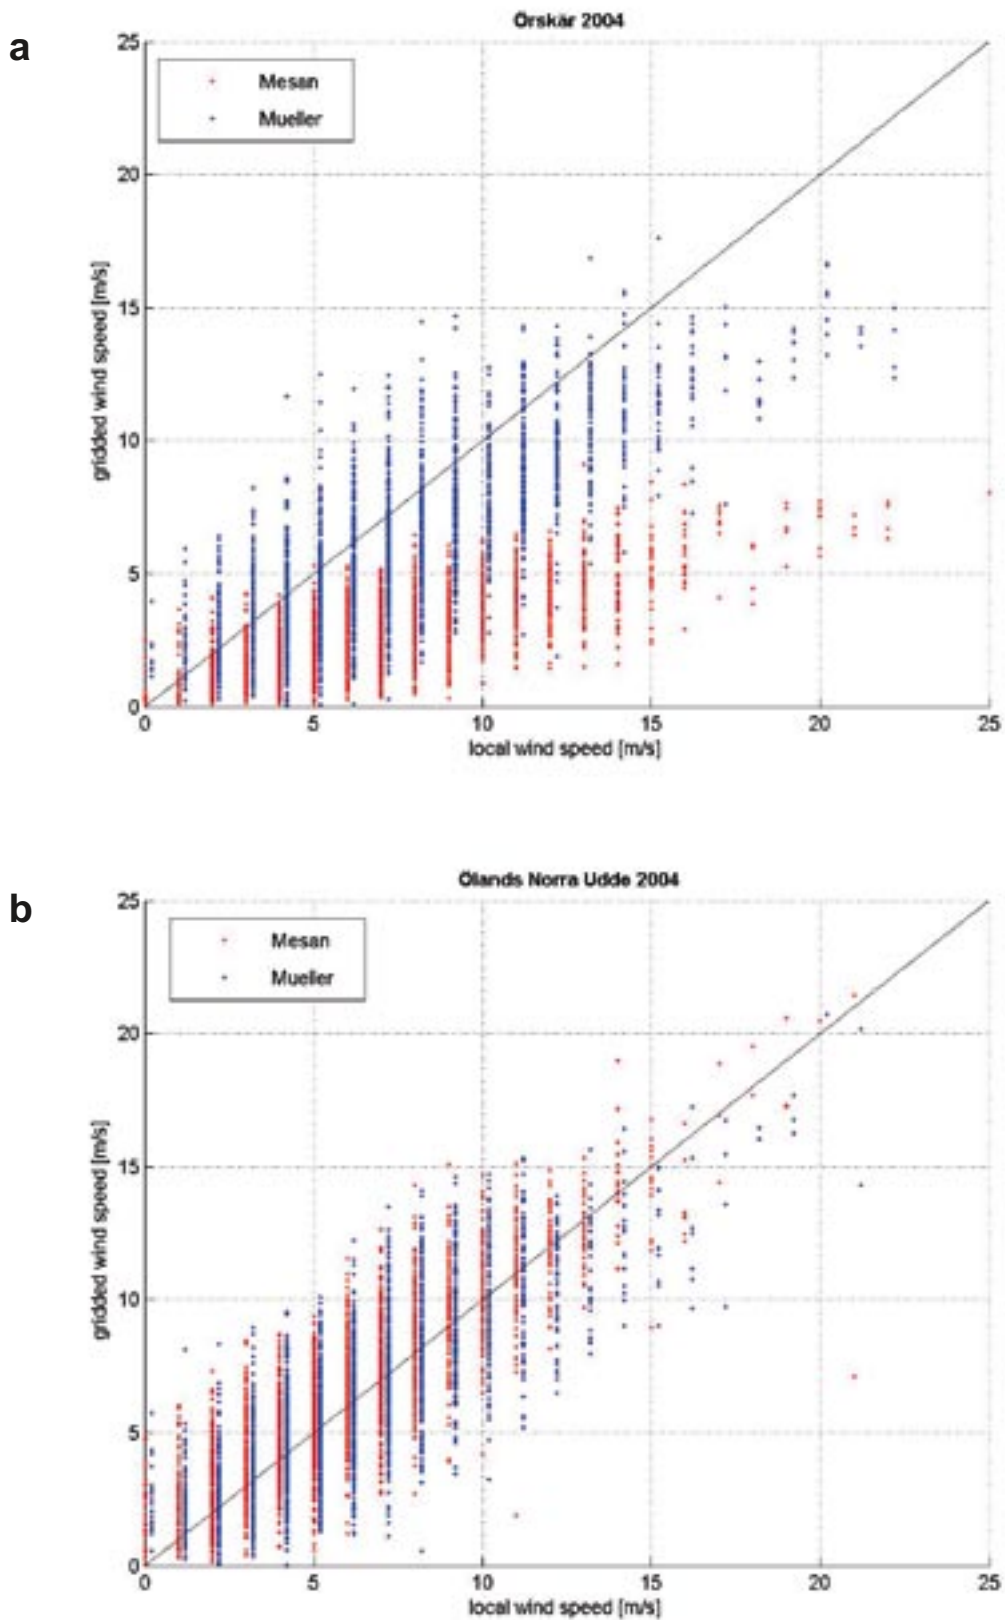 a
Örskär 2004
25
Mesan
Mueller
20
15
10
5
0
gridded wind speed [m/s]
0 5 10 15 20 25
local wind speed [m/s]
b
Ölands Norra Udde 2004
25
Mesan
Mueller
20
15
10
5
0
gridded wind speed [m/s]
0 5 10 15 20 25
local wind speed [m/s]